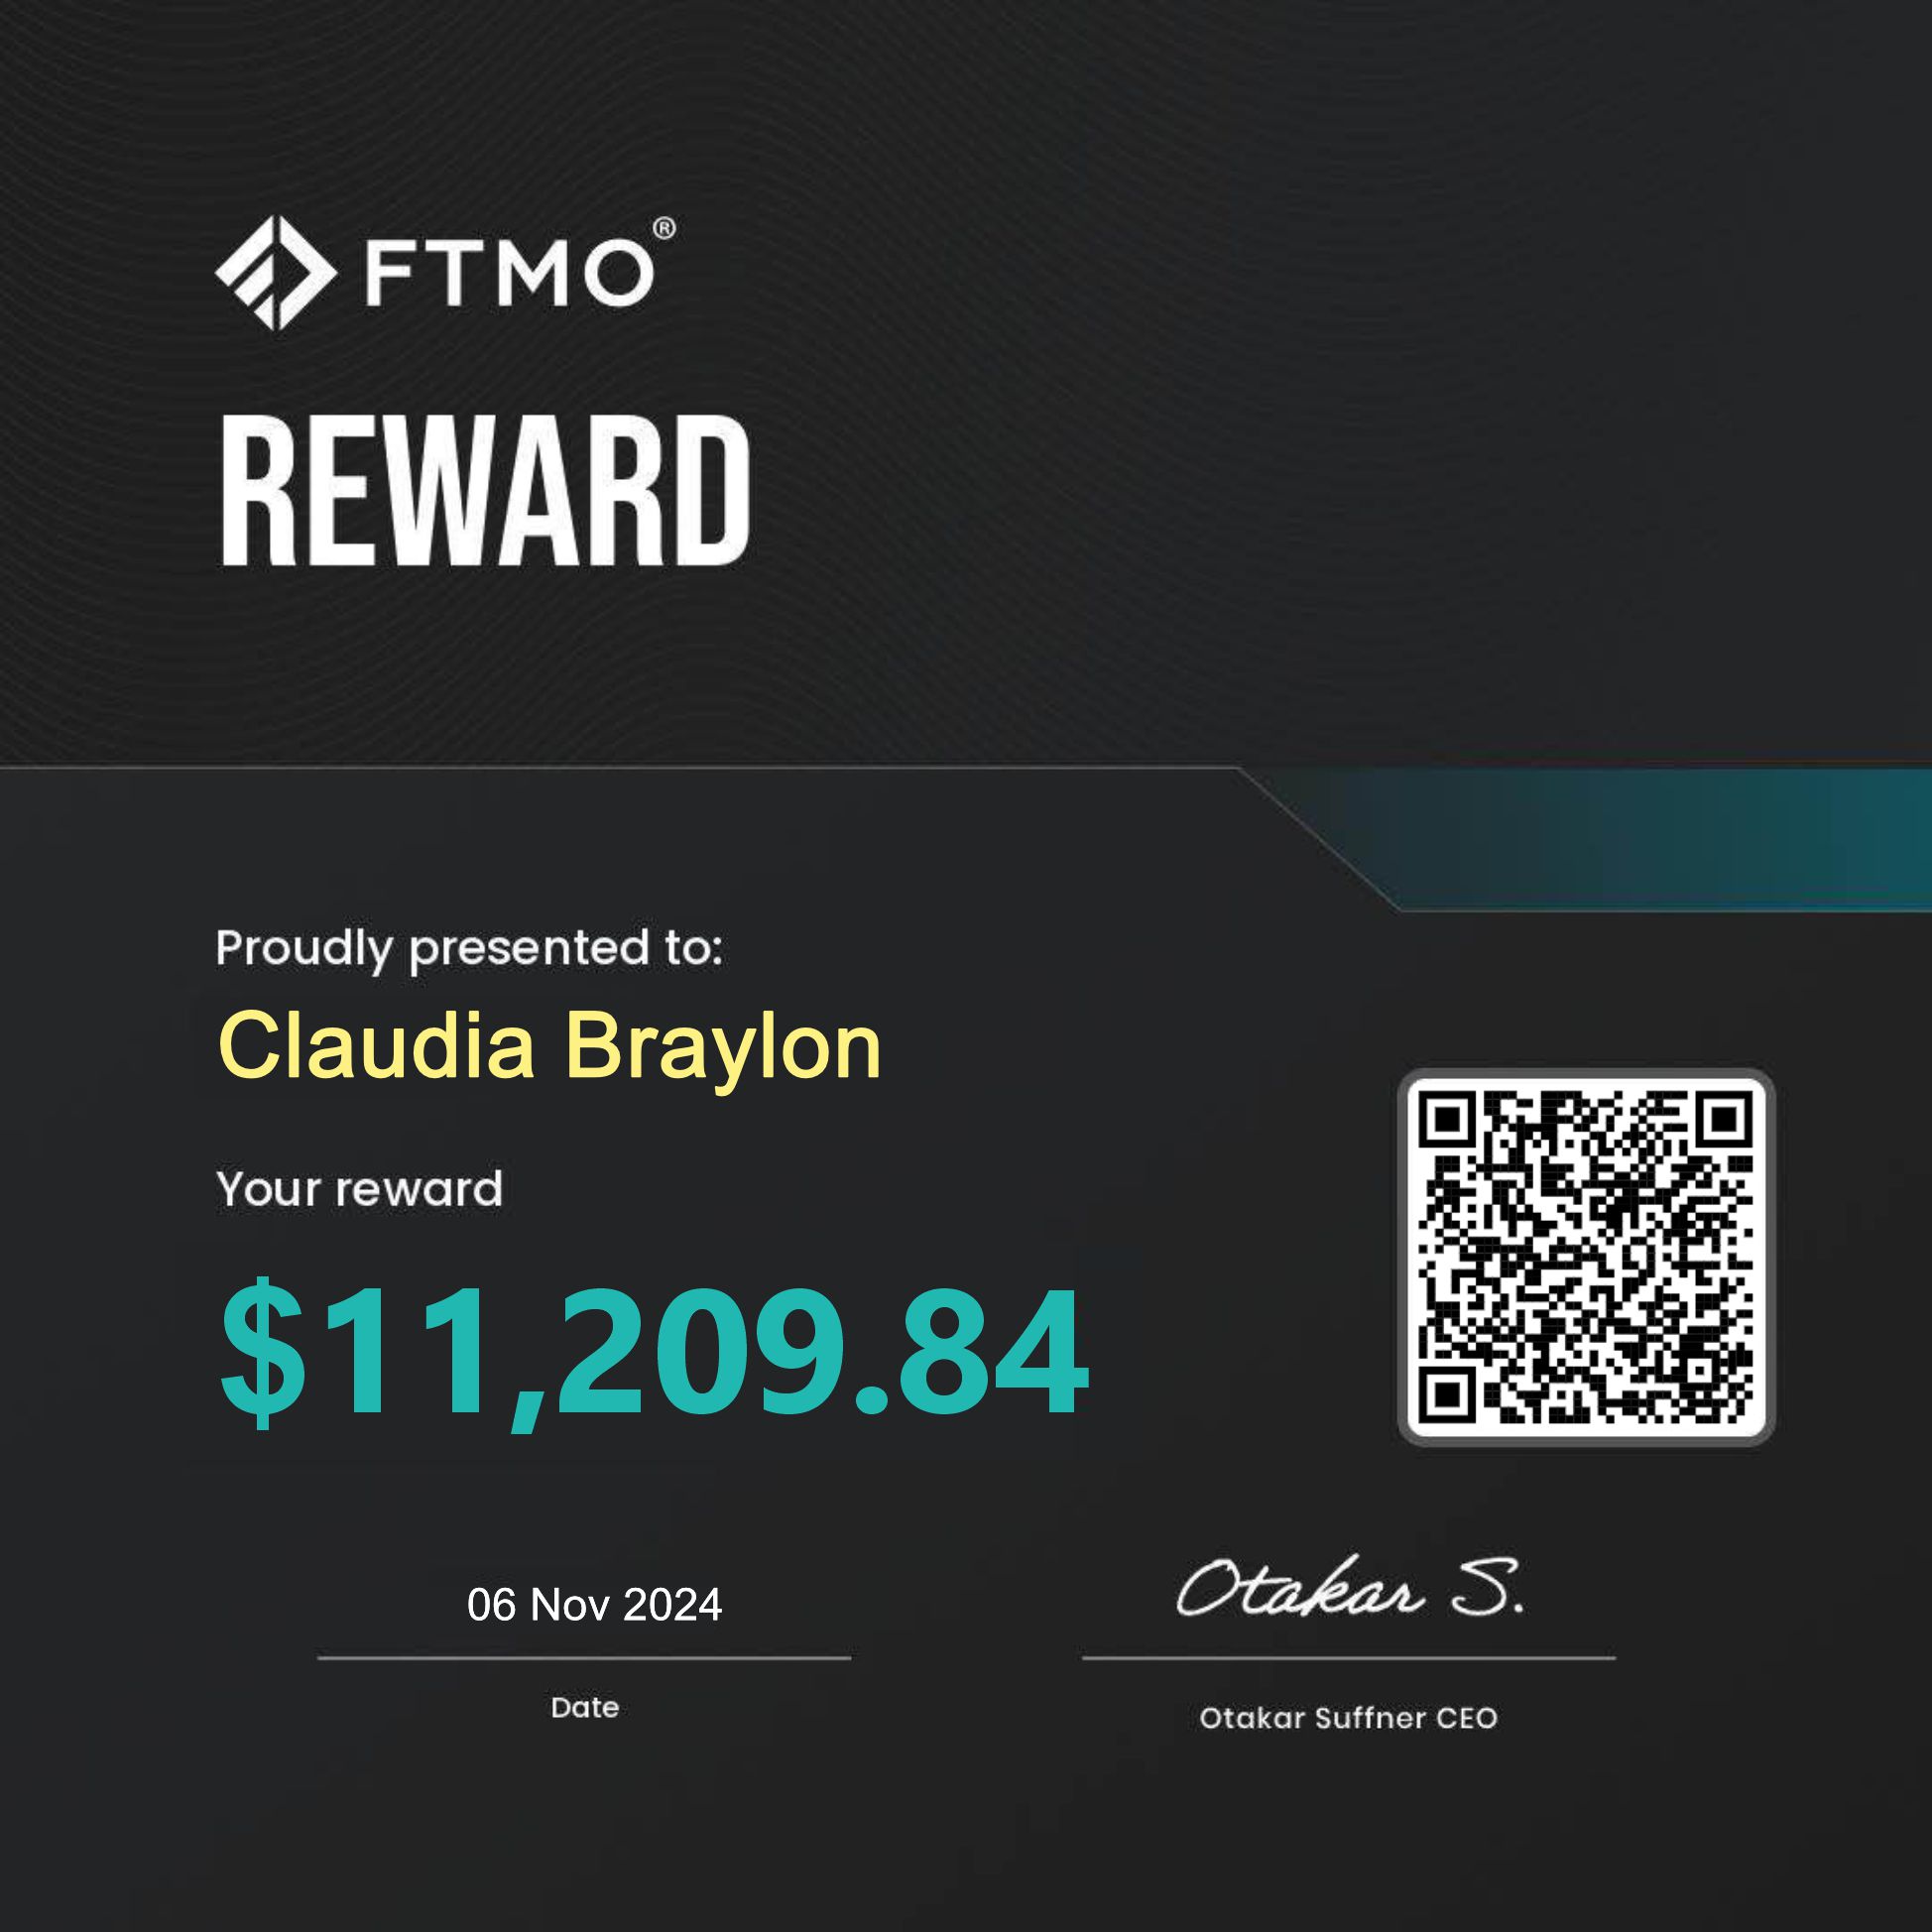 FTMO®
REWARD
Proudly presented to:
Claudia Braylon
Your reward
$11,209.84
06 Nov 2024
Date
Otakar S.
Otakar Suffner CEO